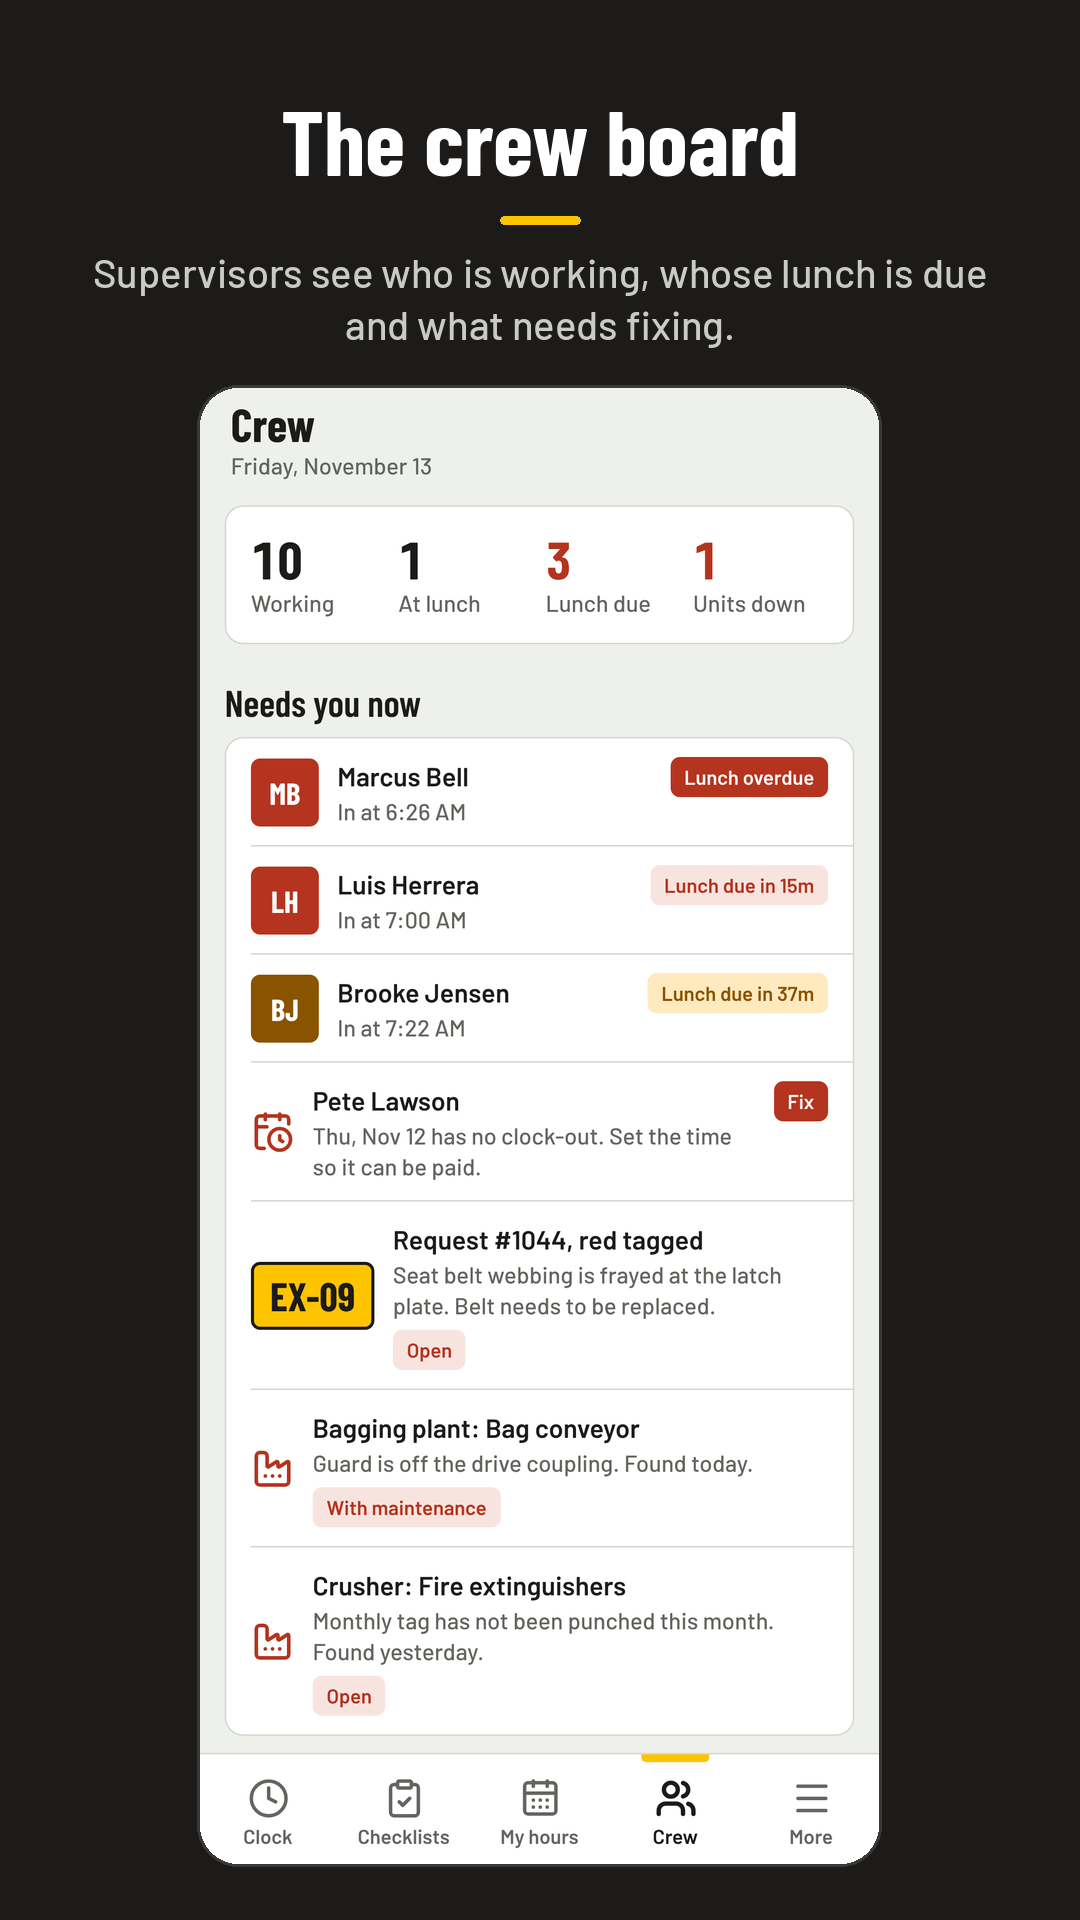 The crew board
Supervisors see who is working, whose lunch is due
and what needs fixing.
Crew
Friday, November 13
10
Working
1
At lunch
3
Lunch due
1
Units down
Needs you now
MB
Marcus Bell
In at 6:26 AM
Lunch overdue
LH
Luis Herrera
In at 7:00 AM
Lunch due in 15m
BJ
Brooke Jensen
In at 7:22 AM
Lunch due in 37m
Pete Lawson
Thu, Nov 12 has no clock-out. Set the time
so it can be paid.
Fix
EX-09
Request #1044, red tagged
Seat belt webbing is frayed at the latch
plate. Belt needs to be replaced.
Open
Bagging plant: Bag conveyor
Guard is off the drive coupling. Found today.
With maintenance
Crusher: Fire extinguishers
Monthly tag has not been punched this month.
Found yesterday.
Open
Clock
Checklists
My hours
Crew
More